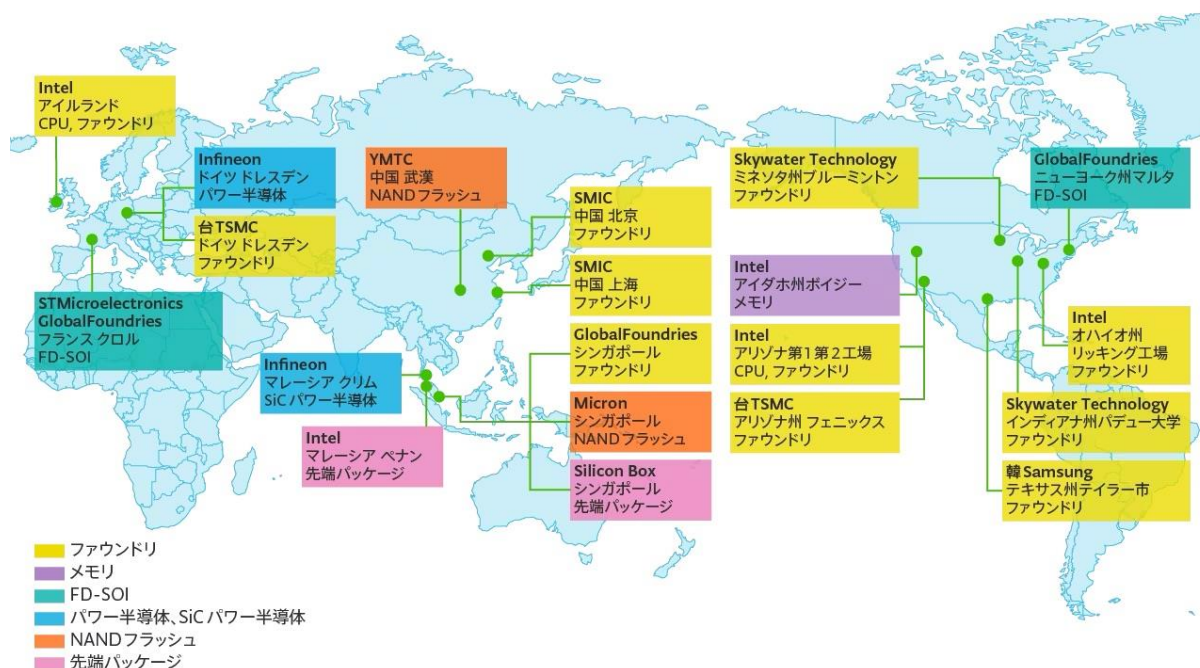 Intel
アイルランド
CPU, ファウンドリ
Infineon
ドイツ ドレスデン
パワー半導体
台TSMC
ドイツ ドレスデン
ファウンドリ
STMicroelectronics
GlobalFoundries
フランス クロル
FD-SOI
YMTC
中国 武漢
NANDフラッシュ
SMIC
中国 北京
ファウンドリ
SMIC
中国 上海
ファウンドリ
GlobalFoundries
シンガポール
ファウンドリ
Micron
シンガポール
NANDフラッシュ
Silicon Box
シンガポール
先端パッケージ
Infineon
マレーシア クリム
SiC パワー半導体
Intel
マレーシア ペナン
先端パッケージ
Skywater Technology
ミネソタ州ブルーミントン
ファウンドリ
GlobalFoundries
ニューヨーク州マルタ
FD-SOI
Intel
アイダホ州ボイジー
メモリ
Intel
アリゾナ第1第2工場
CPU, ファウンドリ
台TSMC
アリゾナ州 フェニックス
ファウンドリ
Intel
オハイオ州
リッキング工場
ファウンドリ
Skywater Technology
インディアナ州パデュー大学
ファウンドリ
韓Samsung
テキサス州テイラー市
ファウンドリ
ファウンドリ
メモリ
FD-SOI
パワー半導体、SiC パワー半導体
NANDフラッシュ
先端パッケージ